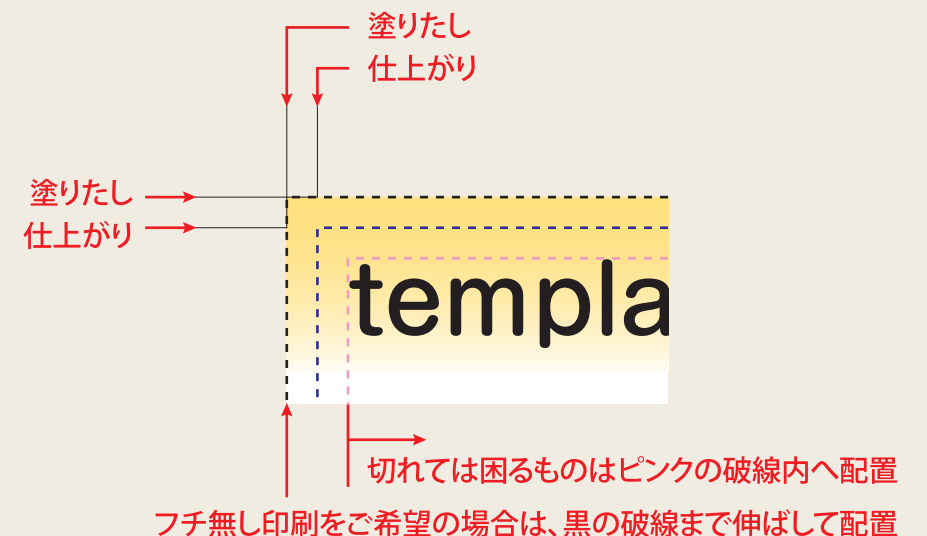 塗りたし
仕上がり
塗りたし
仕上がり
templa
切れては困るものはピンクの破線内へ配置
フチ無し印刷をご希望の場合は、黒の破線まで伸ばして配置